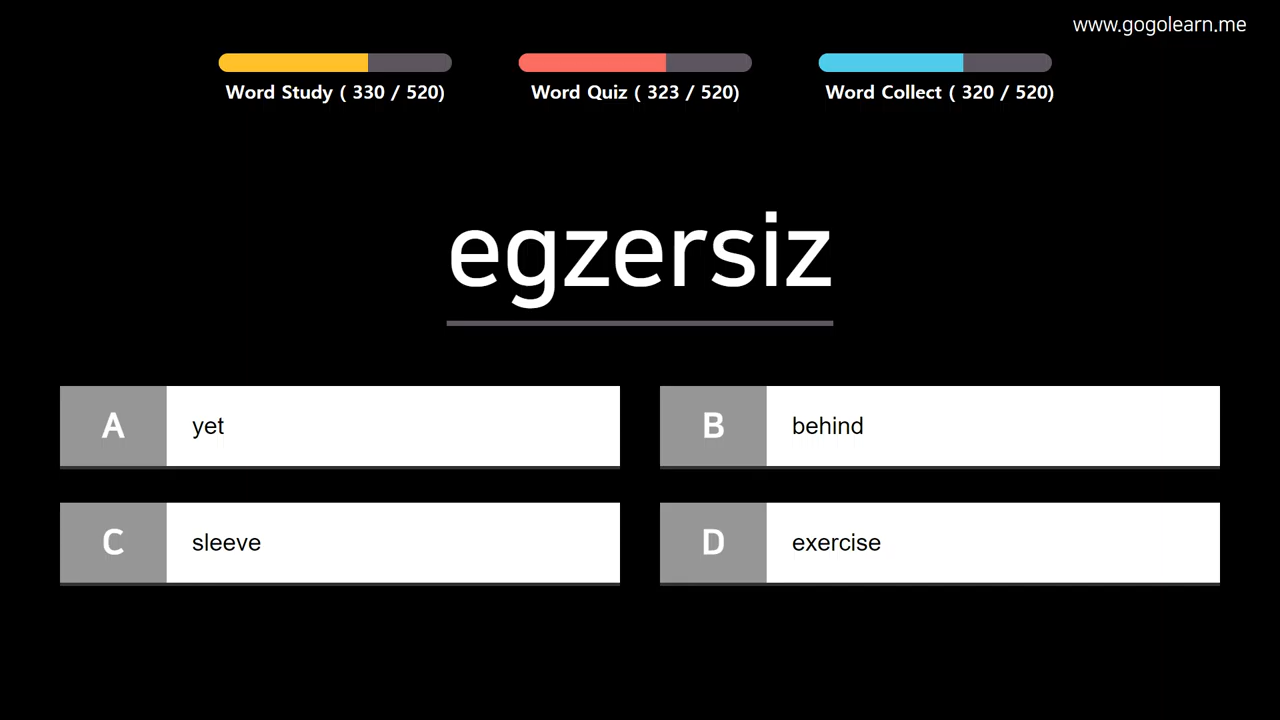 www.gogolearn.me
Word Study ( 330 / 520)
Word Quiz ( 323 / 520)
Word Collect ( 320 / 520)
egzersiz
A yet
B behind
C sleeve
D exercise